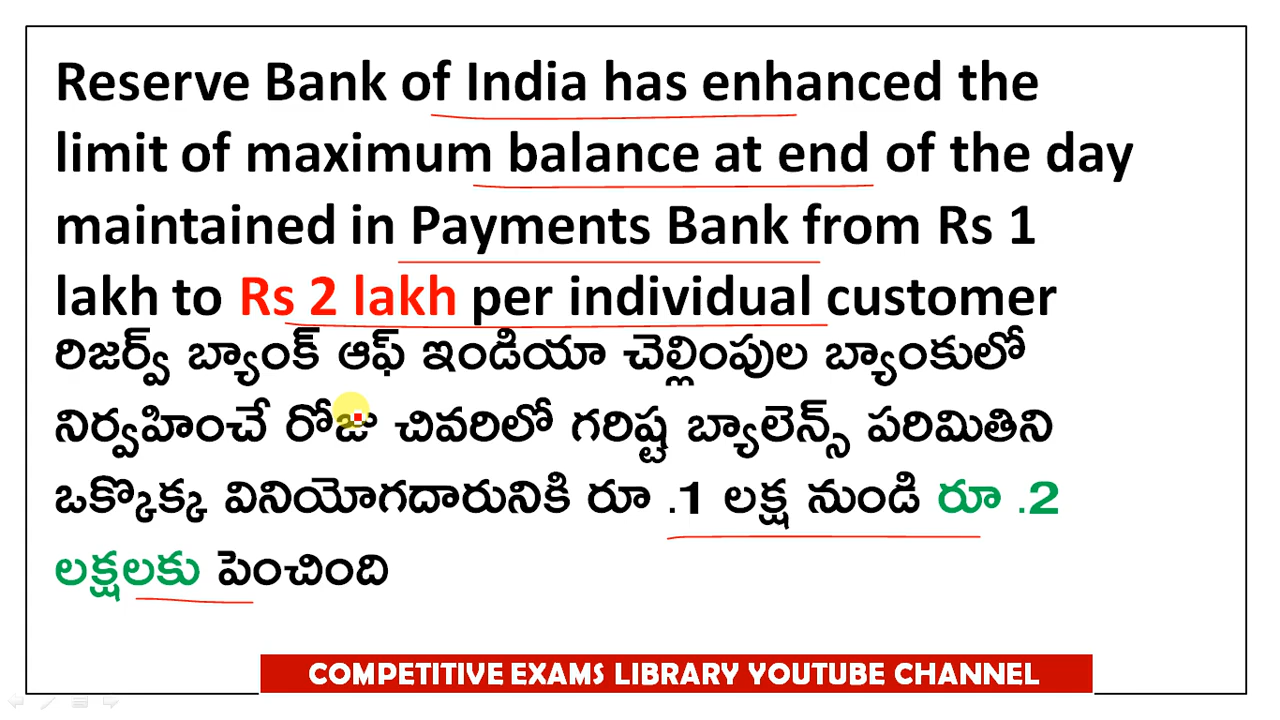 Reserve Bank of India has enhanced the
limit of maximum balance at end of the day
maintained in Payments Bank from Rs 1
lakh to Rs 2 lakh per individual customer
రిజర్వ్ బ్యాంక్ ఆఫ్ ఇండియా చెల్లింపుల బ్యాంకులో
నిర్వహించే రోజు చివరిలో గరిష్ట బ్యాలెన్స్ పరిమితిని
ఒక్కొక్క వినియోగదారునికి రూ .1 లక్ష నుండి రూ .2
లక్షలకు పెంచింది
COMPETITIVE EXAMS LIBRARY YOUTUBE CHANNEL